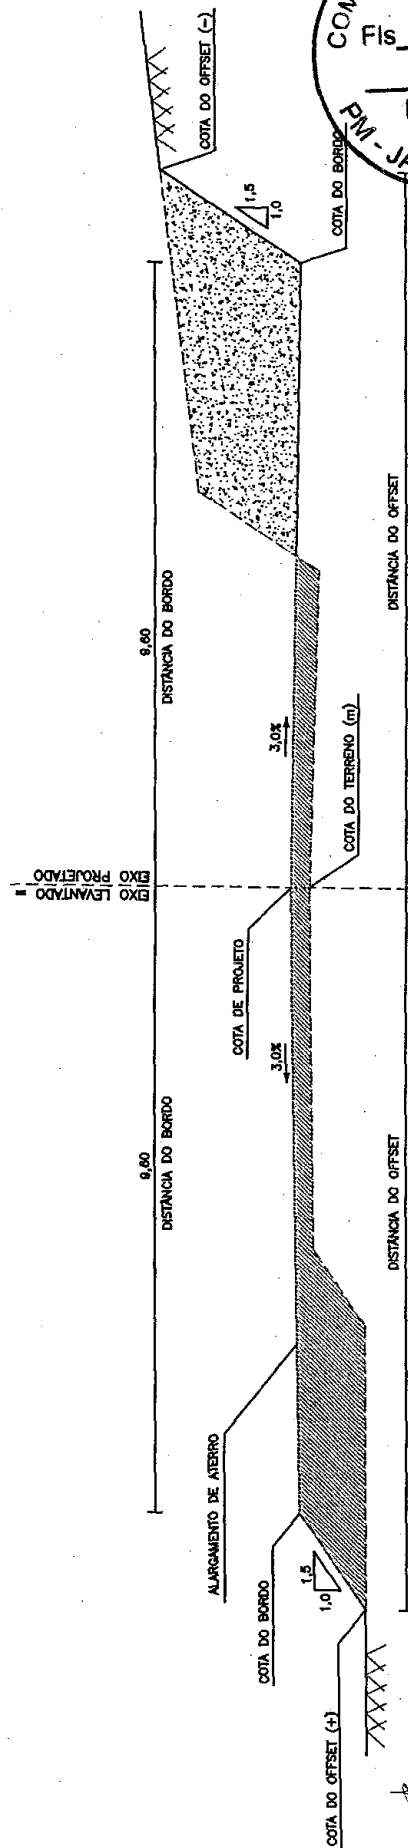 EIXO LEVANTADO =
EIXO PROJETADO
9,60
DISTÂNCIA DO BORDO
9,60
DISTÂNCIA DO BORDO
ALARGAMENTO DE ATERRO
COTA DO BORDO
1,5
1,0
COTA DO OFFSET (+)
COTA DE PROJETO
3,0%
3,0%
COTA DO TERRENO (m)
COTA DO OFFSET (-)
1,5
1,0
COTA DO BORDO
DISTÂNCIA DO OFFSET
DISTÂNCIA DO OFFSET
Fls
PM - JA